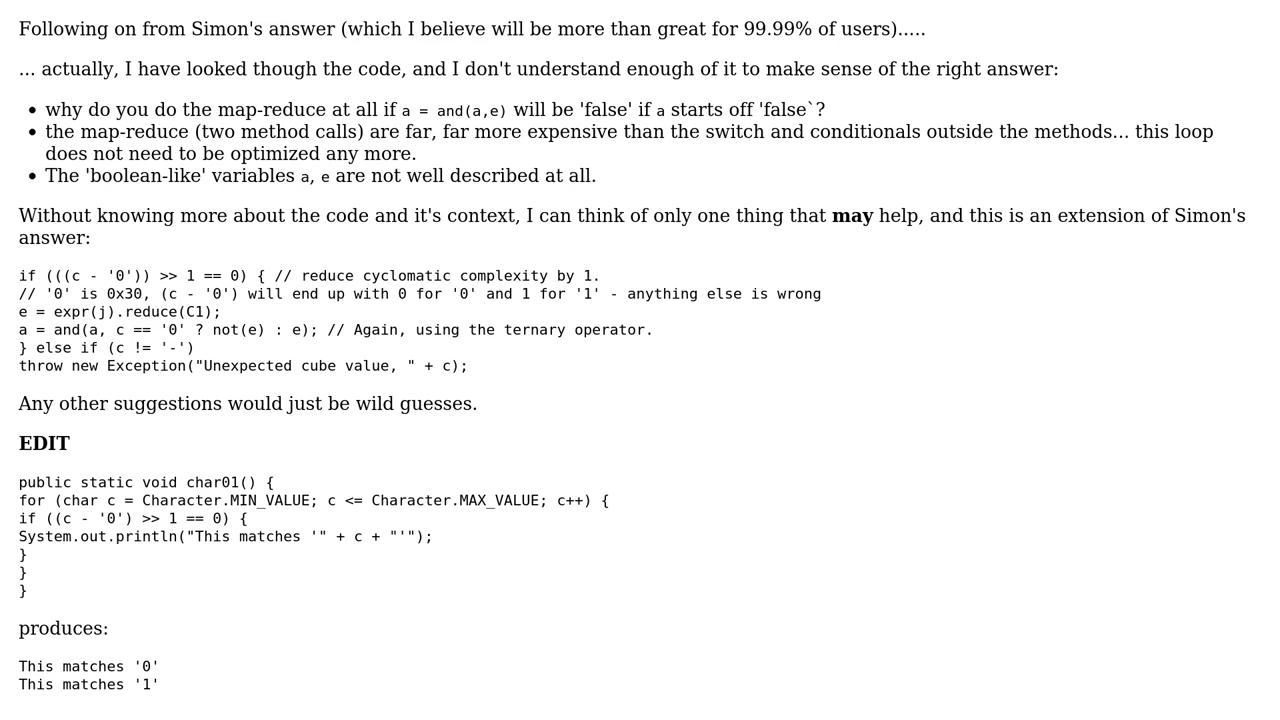 Following on from Simon's answer (which I believe will be more than great for 99.99% of users).....
... actually, I have looked though the code, and I don't understand enough of it to make sense of the right answer:
• why do you do the map-reduce at all if a = and(a,e) will be 'false' if a starts off 'false`?
• the map-reduce (two method calls) are far, far more expensive than the switch and conditionals outside the methods... this loop
does not need to be optimized any more.
• The 'boolean-like' variables a, e are not well described at all.
Without knowing more about the code and it's context, I can think of only one thing that may help, and this is an extension of Simon's
answer:
if (((c - '0')) >> 1 == 0) { // reduce cyclomatic complexity by 1.
// '0' is 0x30, (c - '0') will end up with 0 for '0' and 1 for '1' - anything else is wrong
e = expr(j).reduce(C1);
a = and(a, c == '0' ? not(e) : e); // Again, using the ternary operator.
} else if (c != '-')
throw new Exception("Unexpected cube value, " + c);
Any other suggestions would just be wild guesses.
EDIT
public static void char01() {
for (char c = Character.MIN_VALUE; c <= Character.MAX_VALUE; c++) {
if ((c - '0') >> 1 == 0) {
System.out.println("This matches '" + c + "'");
}
}
}
produces:
This matches '0'
This matches '1'